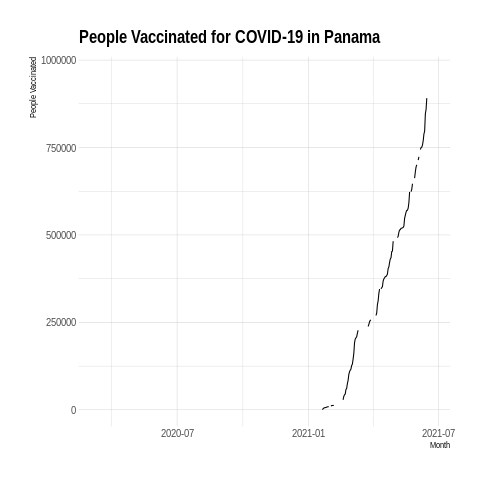 People Vaccinated for COVID-19 in Panama
People Vaccinated
1000000
750000
500000
250000
0
2020-07
2021-01
2021-07
Month